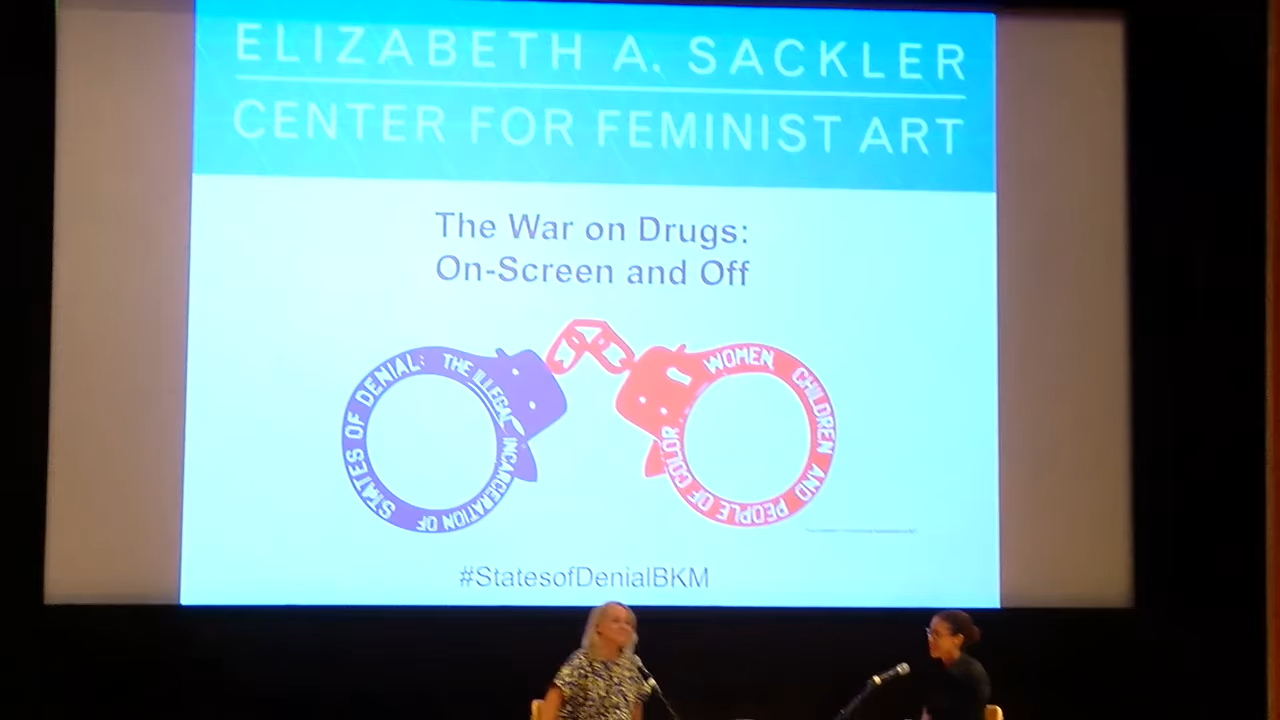 ELIZABETH A. SACKLER
CENTER FOR FEMINIST ART
The War on Drugs:
On-Screen and Off
STATES OF DENIAL: THE ILLEGAL INCARCERATION OF
WOMEN, CHILDREN AND PEOPLE OF COLOR
#StatesofDenialBKM